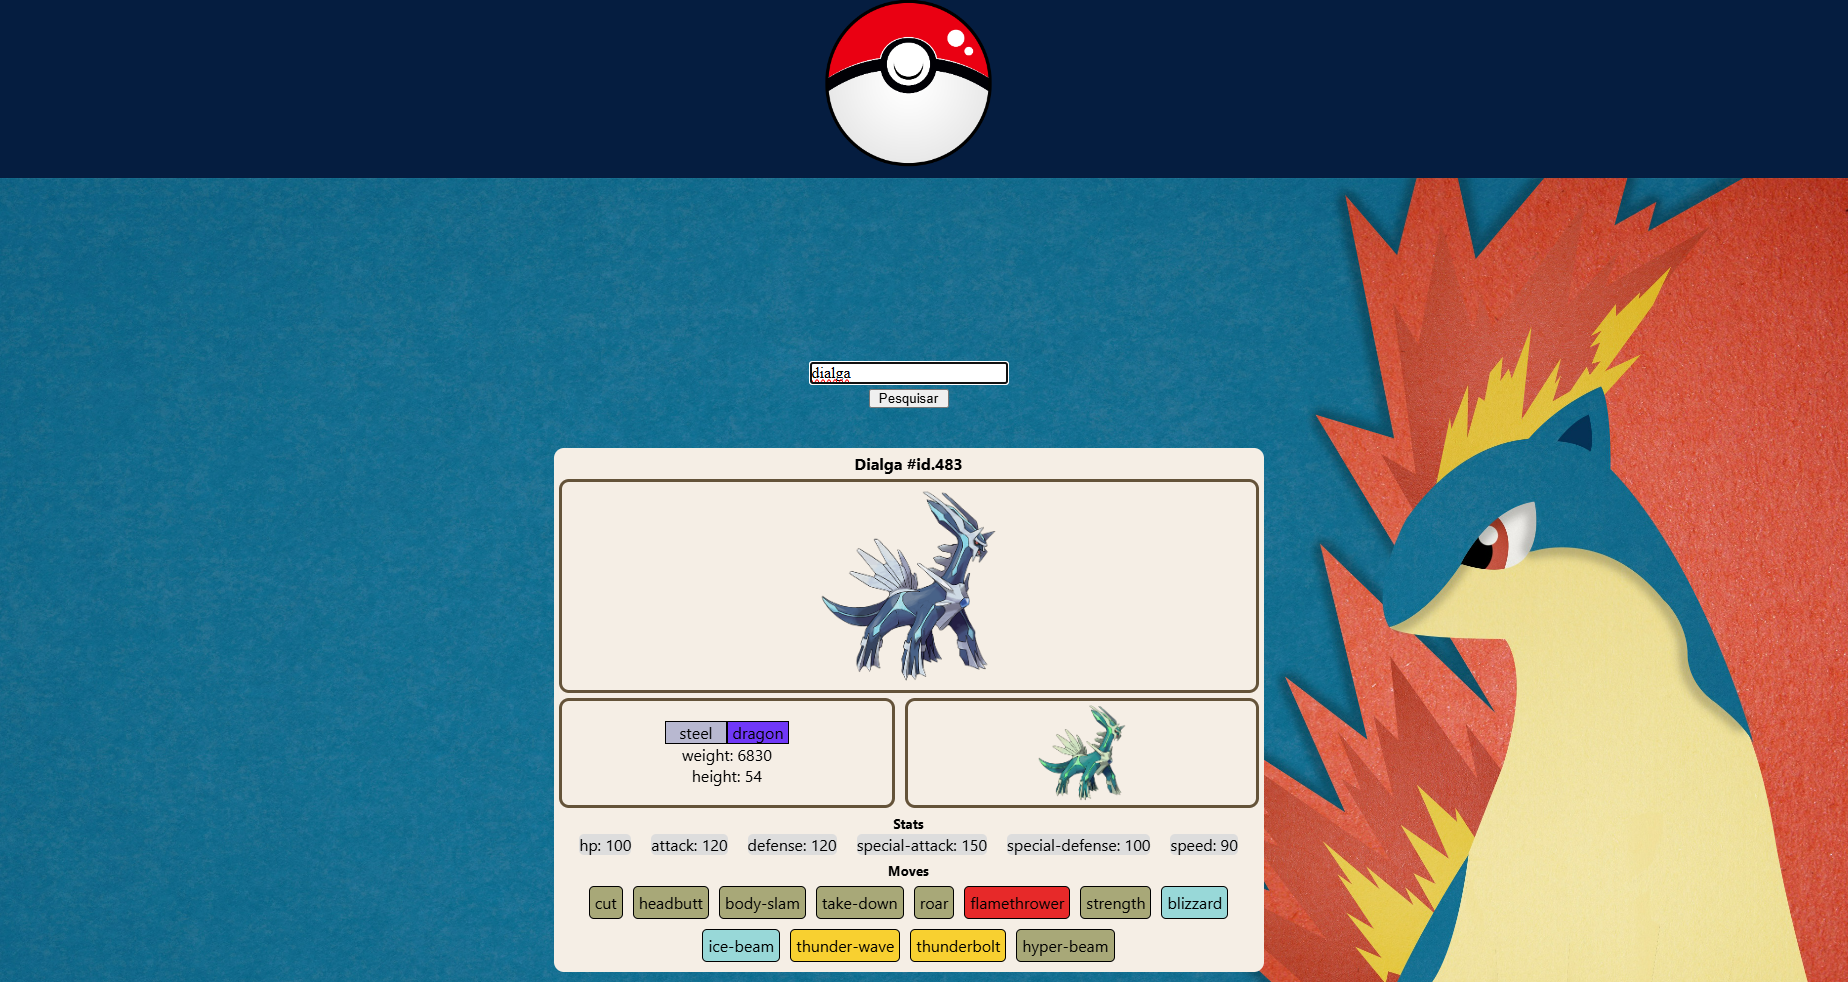 dialga
Pesquisar
Dialga #id.483
steel dragon
weight: 6830
height: 54
Stats
hp: 100 attack: 120 defense: 120 special-attack: 150 special-defense: 100 speed: 90
Moves
cut headbutt body-slam take-down roar flamethrower strength blizzard
ice-beam thunder-wave thunderbolt hyper-beam